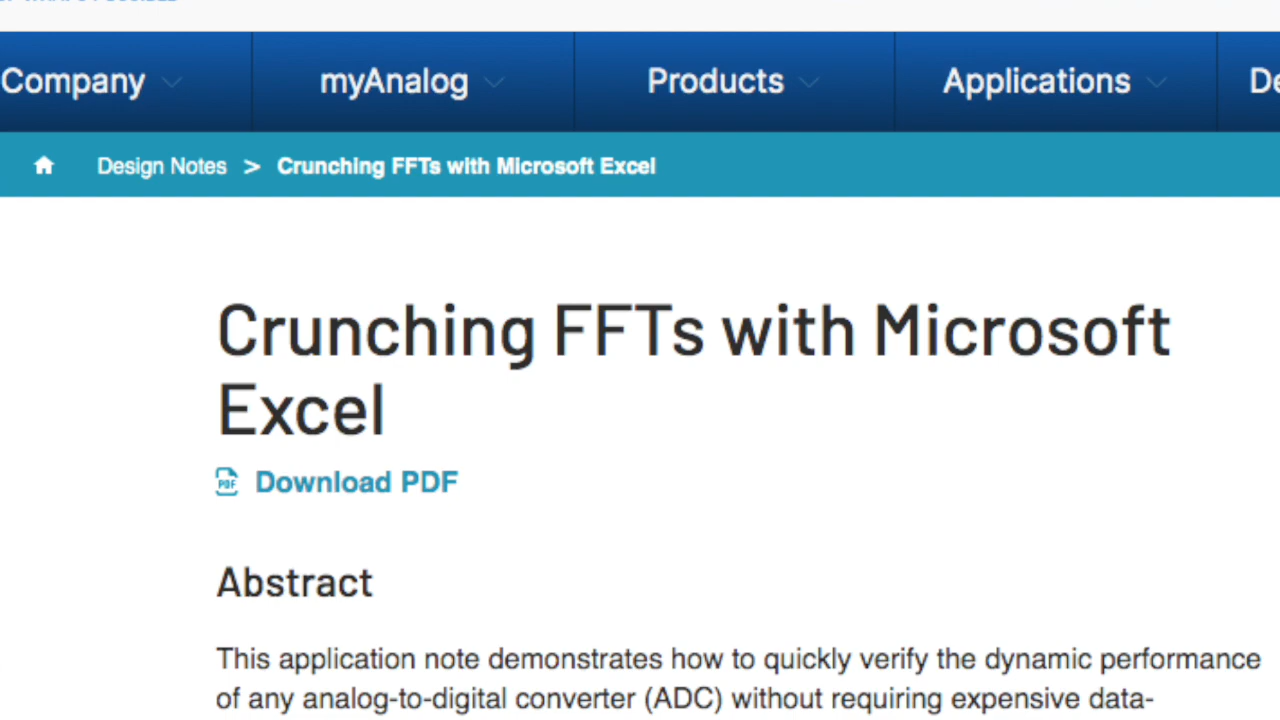 Company
myAnalog
Products
Applications
Design Notes > Crunching FFTs with Microsoft Excel
Crunching FFTs with Microsoft
Excel
PDF Download PDF
Abstract
This application note demonstrates how to quickly verify the dynamic performance
of any analog-to-digital converter (ADC) without requiring expensive data-